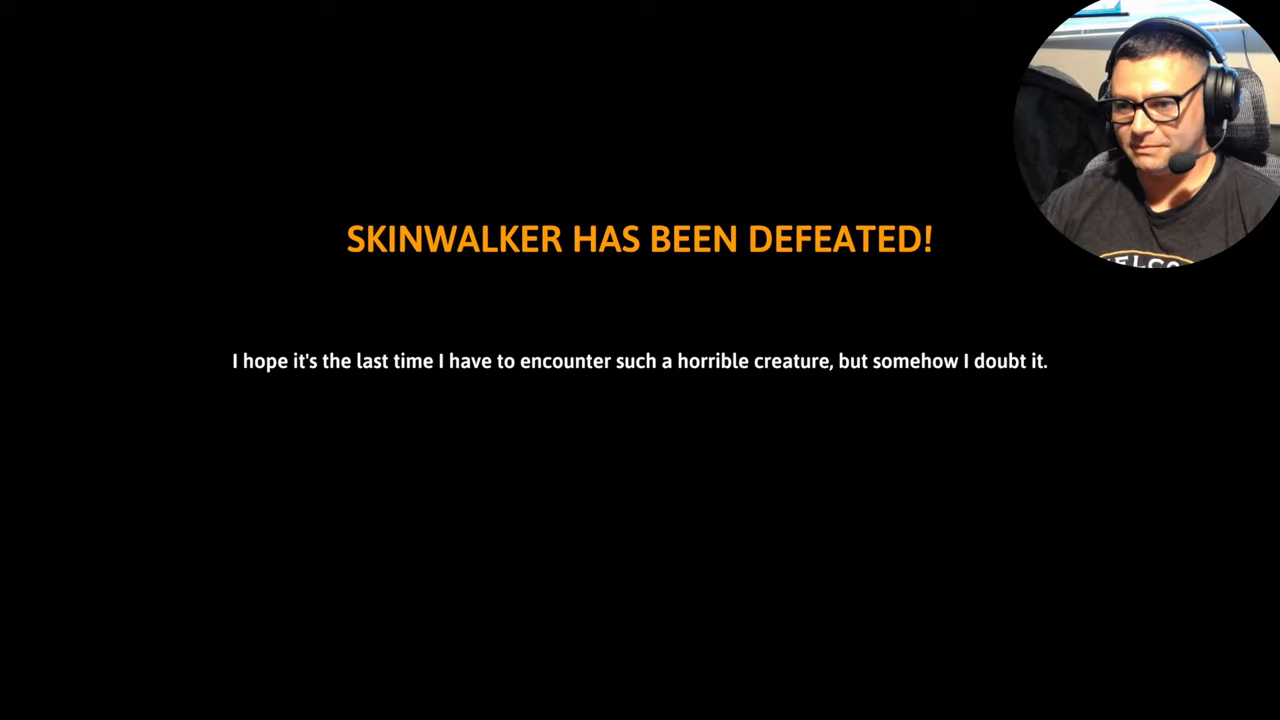 SKINWALKER HAS BEEN DEFEATED!
I hope it's the last time I have to encounter such a horrible creature, but somehow I doubt it.